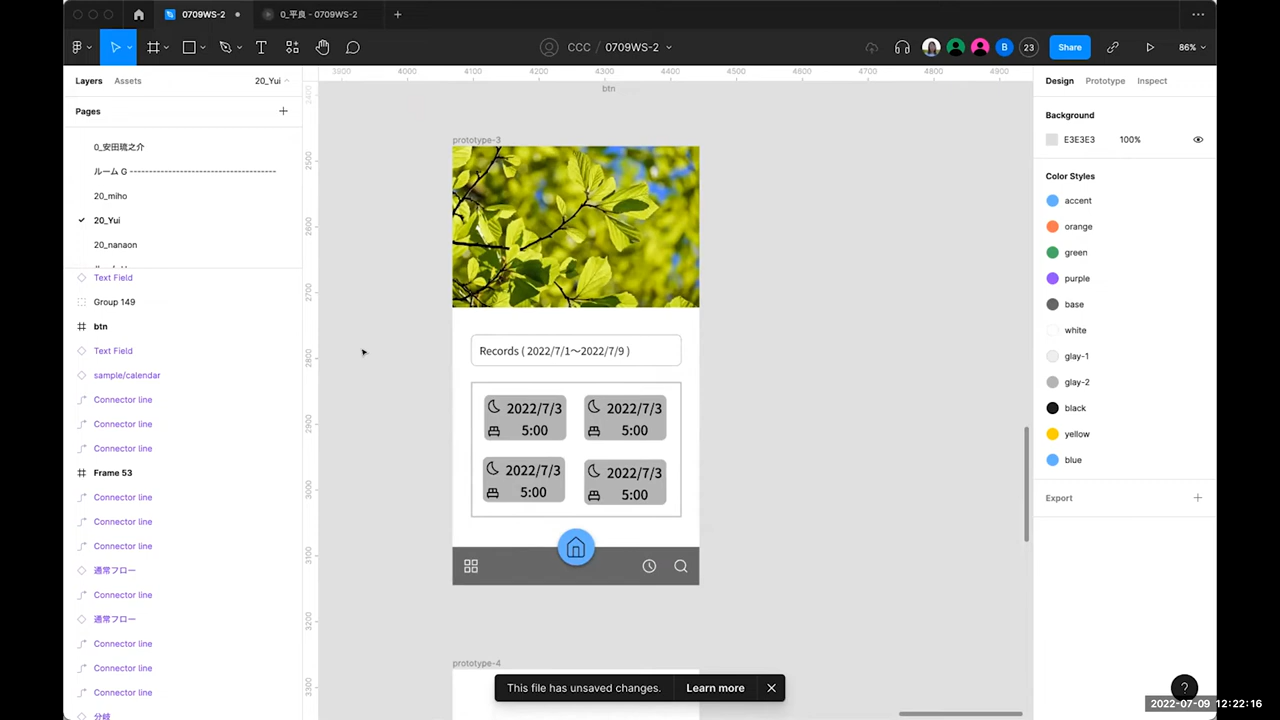 0709WS-2
0_平良 - 0709WS-2
CCC / 0709WS-2
B
23
Share
86%
Layers
Assets
20_Yui
Pages
0_安田琉之介
ルーム G ------------------------------------
20_miho
20_Yui
20_nanaon
Text Field
Group 149
btn
Text Field
sample/calendar
Connector line
Connector line
Connector line
Frame 53
Connector line
Connector line
Connector line
通常フロー
Connector line
通常フロー
Connector line
Connector line
Connector line
分岐
3900 4000 4100 4200 4300 4400 4500 4600 4700 4800 4900
2400
2500
2600
2700
2800
2900
3000
3100
3200
3300
btn
prototype-3
Records ( 2022/7/1〜2022/7/9 )
2022/7/3
5:00
2022/7/3
5:00
2022/7/3
5:00
2022/7/3
5:00
prototype-4
This file has unsaved changes.
Learn more
Design
Prototype
Inspect
Background
E3E3E3
100%
Color Styles
accent
orange
green
purple
base
white
glay-1
glay-2
black
yellow
blue
Export
?
2022-07-09 12:22:16